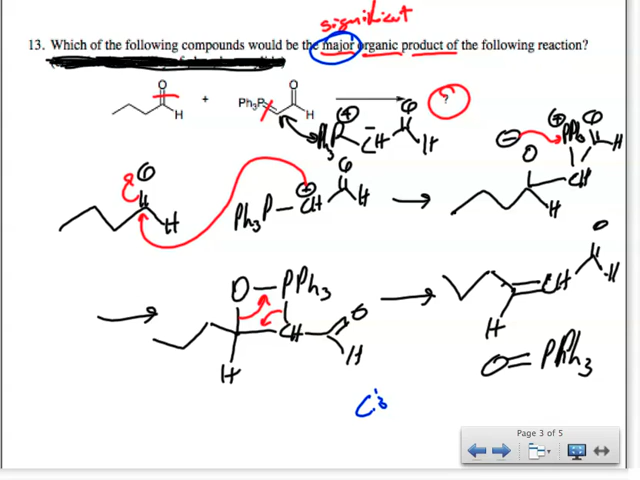 significant
13. Which of the following compounds would be the major organic product of the following reaction?
O
H
+
Ph₃P
O
H
?
Ph₃P
⊕
–
CH
O
H
⊖
O
⊕
PPh₃
O
H
CH
H
O
H
Ph₃P
CH
O
H
O
PPh₃
CH
O
H
H
CH
O
H
H
O=PPh₃
Cis
Page 3 of 5